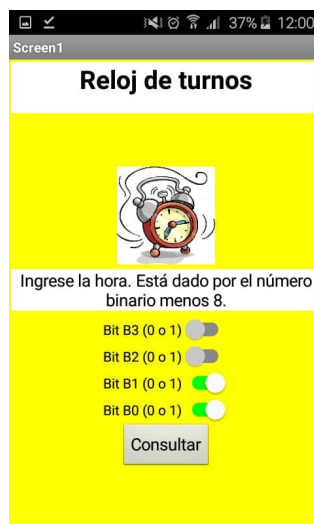 37% 12:00
Screen1
Reloj de turnos
Ingrese la hora. Está dado por el número
binario menos 8.
Bit B3 (0 o 1)
Bit B2 (0 o 1)
Bit B1 (0 o 1)
Bit B0 (0 o 1)
Consultar